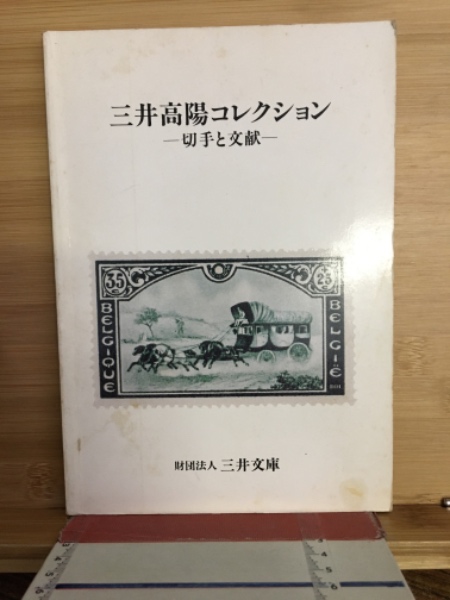 三井高陽コレクション
―切手と文献―
35
23
BELGIQUE
BELGIË
財団法人 三井文庫